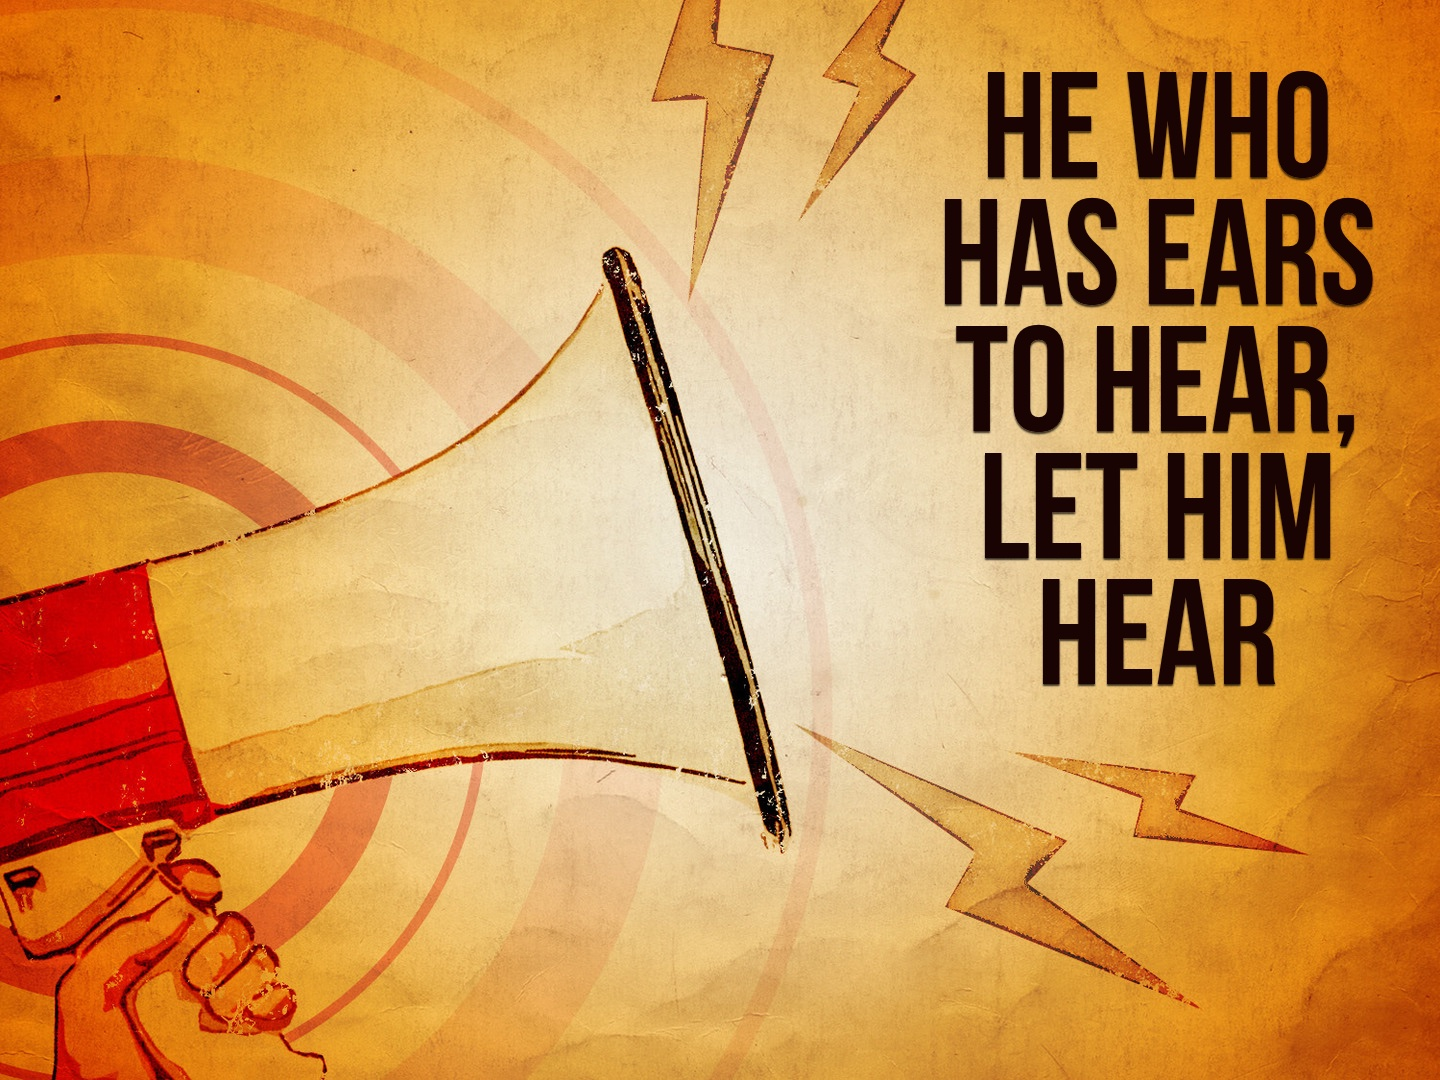 HE WHO
HAS EARS
TO HEAR,
LET HIM
HEAR